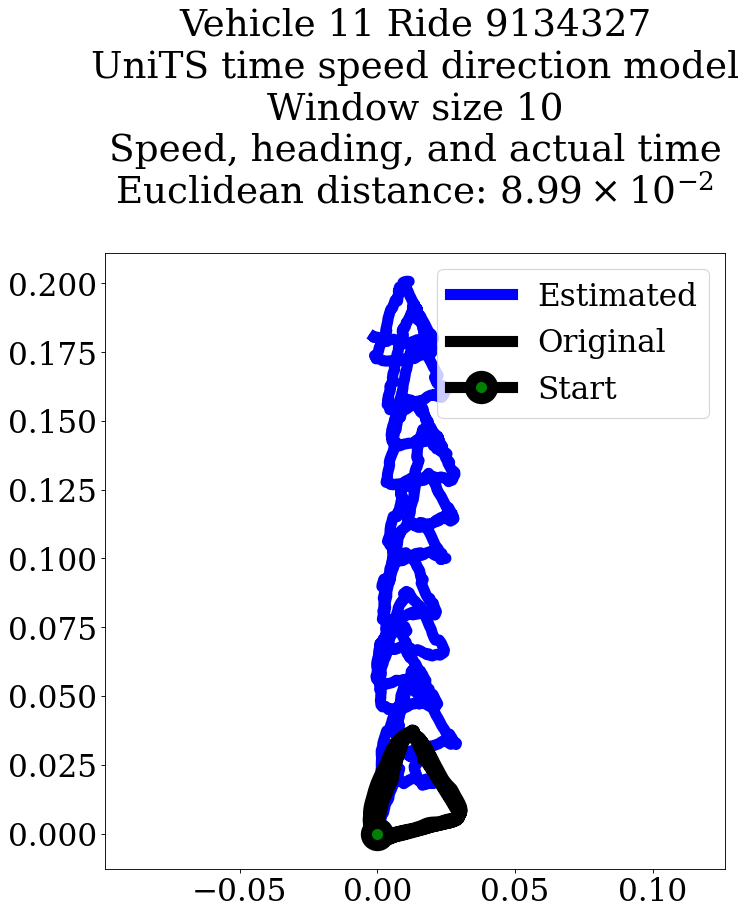 Vehicle 11 Ride 9134327
UniTS time speed direction model
Window size 10
Speed, heading, and actual time
Euclidean distance: 8.99 × 10⁻²
Estimated
Original
Start
0.200
0.175
0.150
0.125
0.100
0.075
0.050
0.025
0.000
−0.05 0.00 0.05 0.10